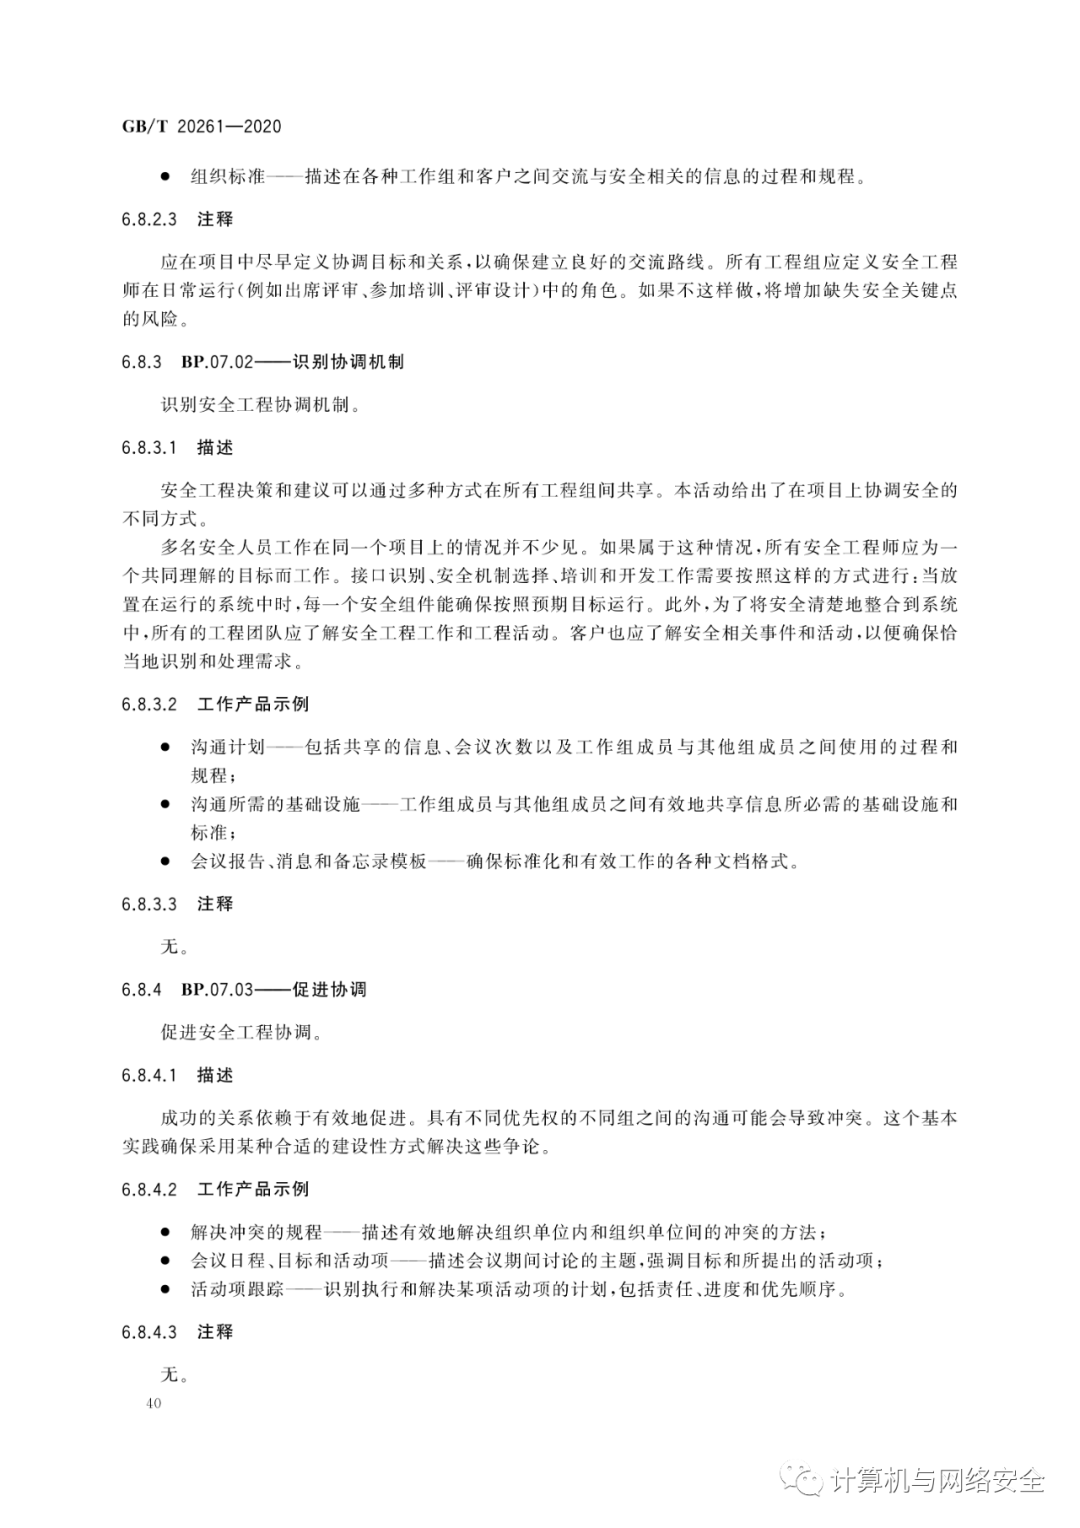 GB/T 20261—2020
● 组织标准——描述在各种工作组和客户之间交流与安全相关的信息的过程和规程。
6.8.2.3 注释
应在项目中尽早定义协调目标和关系,以确保建立良好的交流路线。所有工程组应定义安全工程
师在日常运行(例如出席评审、参加培训、评审设计)中的角色。如果不这样做,将增加缺失安全关键点
的风险。
6.8.3 BP.07.02——识别协调机制
识别安全工程协调机制。
6.8.3.1 描述
安全工程决策和建议可以通过多种方式在所有工程组间共享。本活动给出了在项目上协调安全的
不同方式。
多名安全人员工作在同一个项目上的情况并不少见。如果属于这种情况,所有安全工程师应为一
个共同理解的目标而工作。接口识别、安全机制选择、培训和开发工作需要按照这样的方式进行:当放
置在运行的系统中时,每一个安全组件能确保按照预期目标运行。此外,为了将安全清楚地整合到系统
中,所有的工程团队应了解安全工程工作和工程活动。客户也应了解安全相关事件和活动,以便确保恰
当地识别和处理需求。
6.8.3.2 工作产品示例
● 沟通计划——包括共享的信息、会议次数以及工作组成员与其他组成员之间使用的过程和
规程;
● 沟通所需的基础设施——工作组成员与其他组成员之间有效地共享信息所必需的基础设施和
标准;
● 会议报告、消息和备忘录模板——确保标准化和有效工作的各种文档格式。
6.8.3.3 注释
无。
6.8.4 BP.07.03——促进协调
促进安全工程协调。
6.8.4.1 描述
成功的关系依赖于有效地促进。具有不同优先权的不同组之间的沟通可能会导致冲突。这个基本
实践确保采用某种合适的建设性方式解决这些争论。
6.8.4.2 工作产品示例
● 解决冲突的规程——描述有效地解决组织单位内和组织单位间的冲突的方法;
● 会议日程、目标和活动项——描述会议期间讨论的主题,强调目标和所提出的活动项;
● 活动项跟踪——识别执行和解决某项活动项的计划,包括责任、进度和优先顺序。
6.8.4.3 注释
无。
40
计算机与网络安全